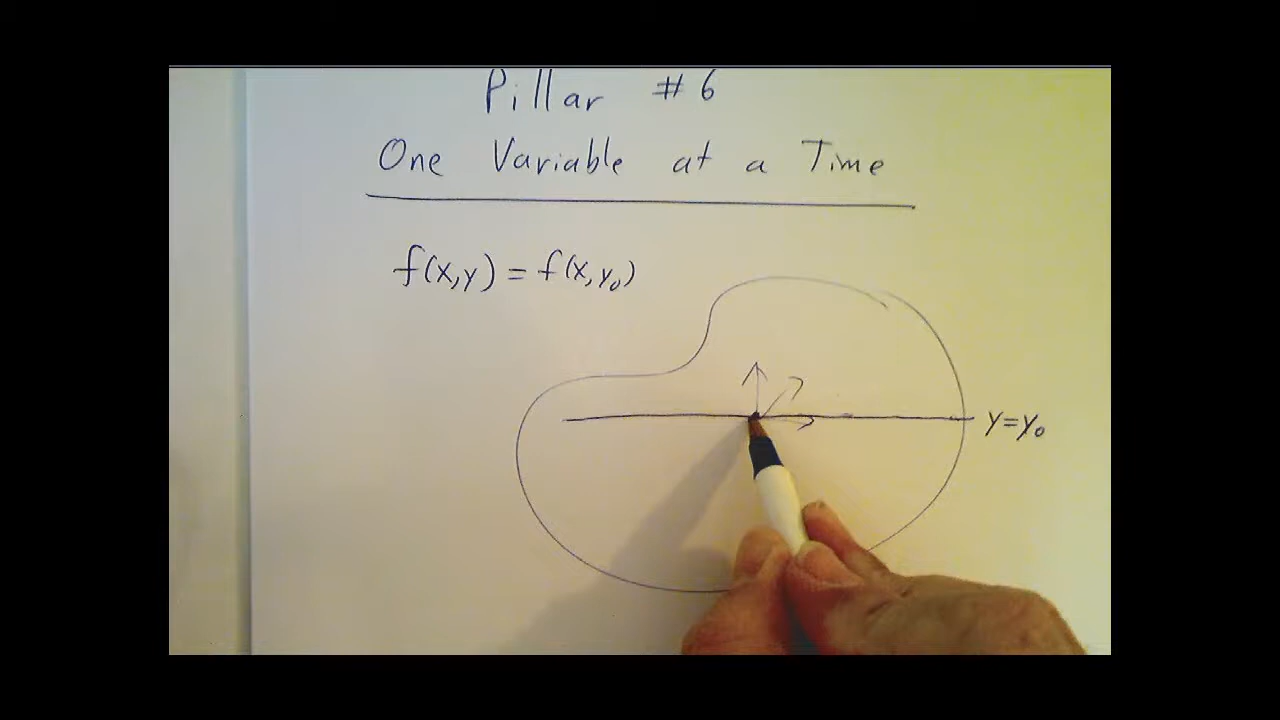 Pillar # 6
One Variable at a Time
f(x,y) = f(x,y₀)
y=y₀